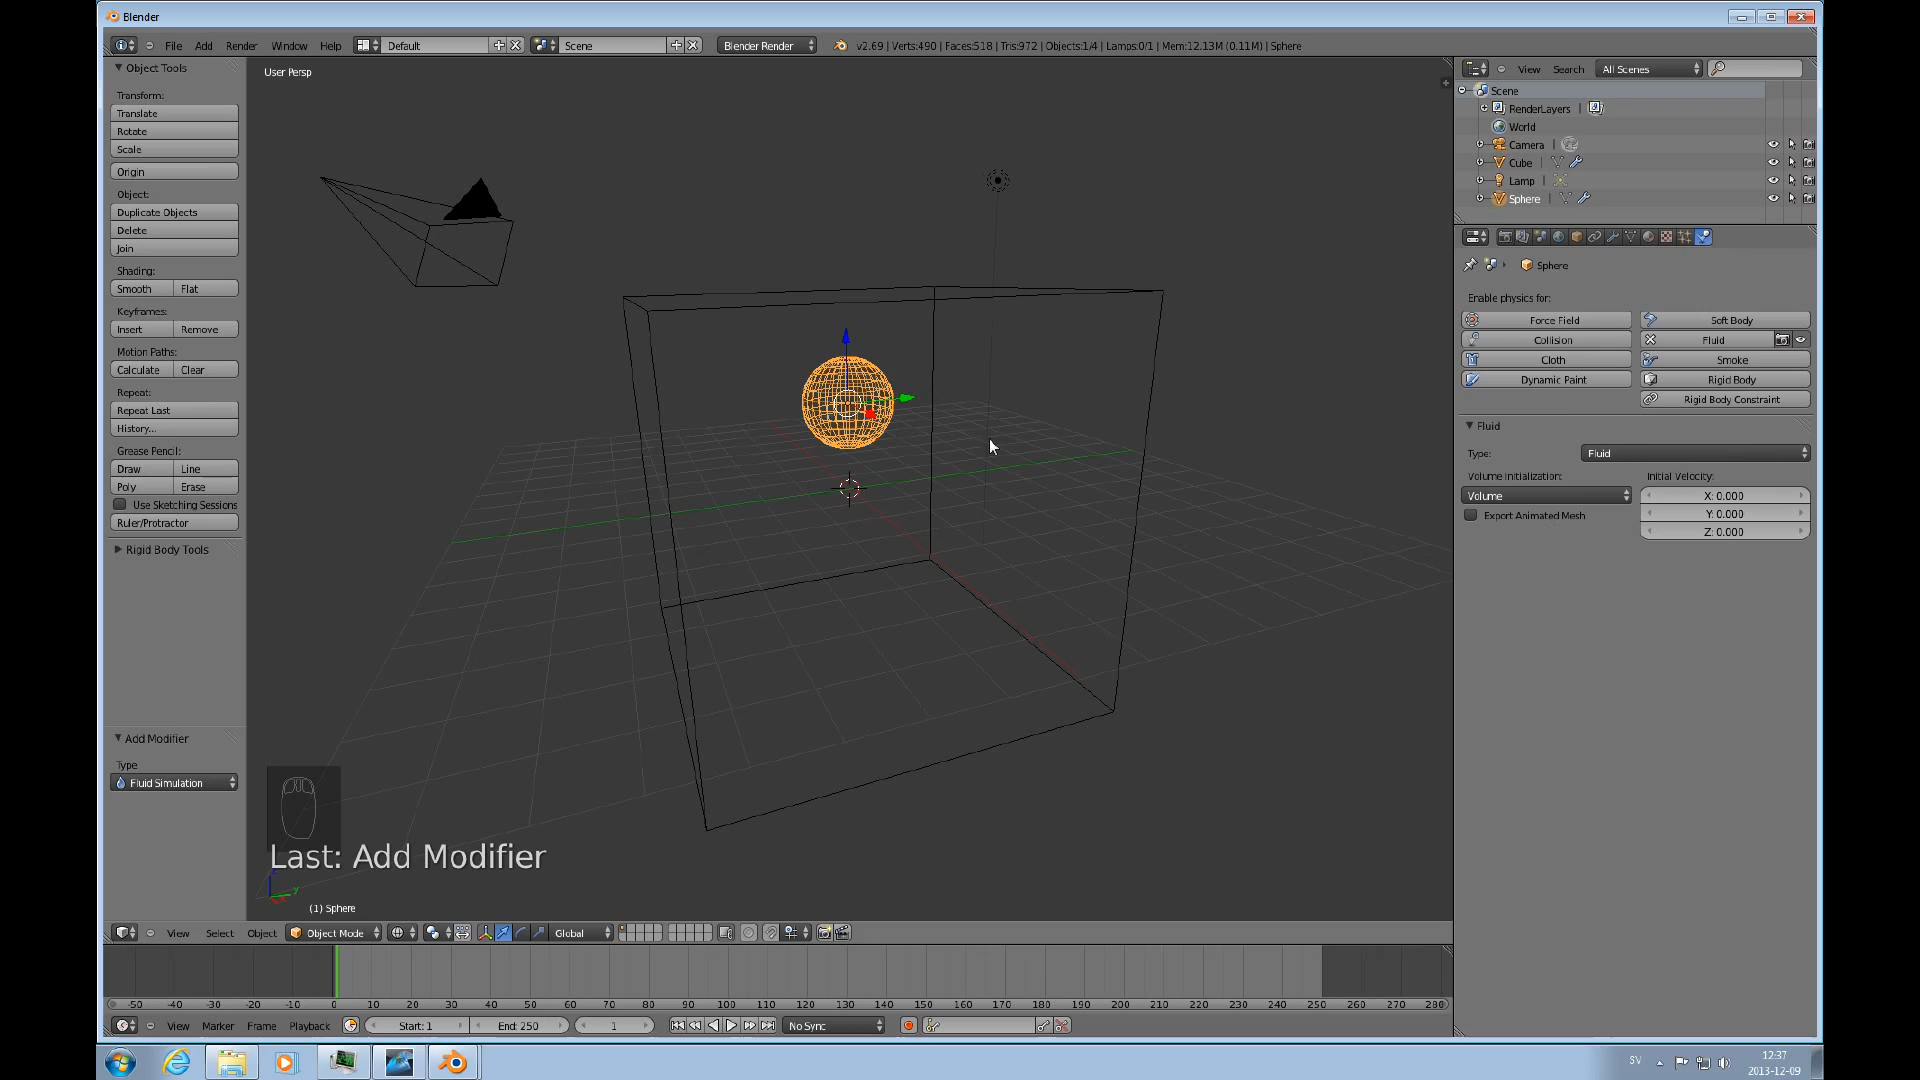 Blender
File Add Render Window Help Default Scene Blender Render v2.69 | Verts:490 | Faces:518 | Tris:972 | Objects:1/4 | Lamps:0/1 | Mem:12.13M (0.11M) | Sphere
Object Tools
Transform:
Translate
Rotate
Scale
Origin
Object:
Duplicate Objects
Delete
Join
Shading:
Smooth Flat
Keyframes:
Insert Remove
Motion Paths:
Calculate Clear
Repeat:
Repeat Last
History...
Grease Pencil:
Draw Line
Poly Erase
Use Sketching Sessions
Ruler/Protractor
Rigid Body Tools
Add Modifier
Type
Fluid Simulation
User Persp
Last: Add Modifier
y
(1) Sphere
View Select Object Object Mode Global
-50 -40 -30 -20 -10 0 10 20 30 40 50 60 70 80 90 100 110 120 130 140 150 160 170 180 190 200 210 220 230 240 250 260 270 280
View Marker Frame Playback Start: 1 End: 250 1 No Sync
View Search All Scenes
Scene
RenderLayers
World
Camera
Cube
Lamp
Sphere
Sphere
Enable physics for:
Force Field Soft Body
Collision Fluid
Cloth Smoke
Dynamic Paint Rigid Body
Rigid Body Constraint
Fluid
Type: Fluid
Volume Initialization: Initial Velocity:
Volume X: 0.000
Export Animated Mesh Y: 0.000
Z: 0.000
SV 12:37
2013-12-09